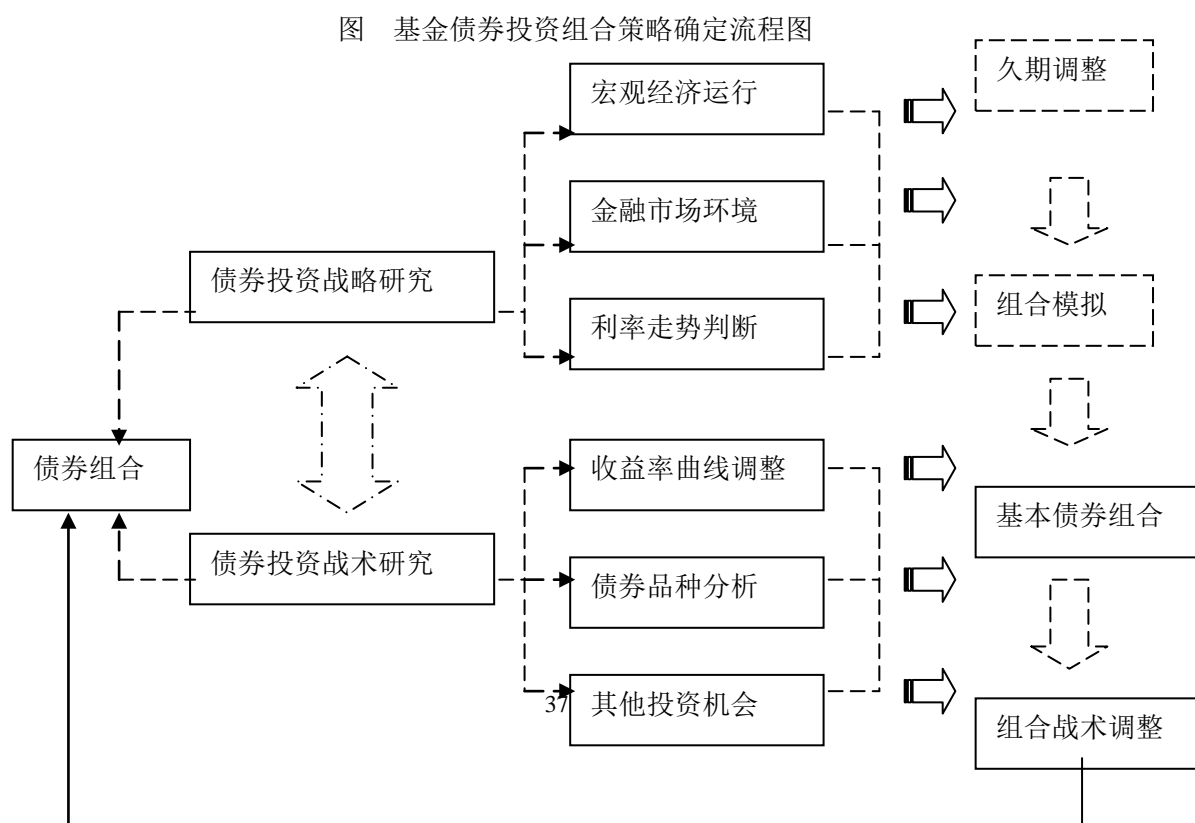 图 基金债券投资组合策略确定流程图
久期调整
宏观经济运行
金融市场环境
债券投资战略研究
组合模拟
利率走势判断
债券组合
收益率曲线调整
基本债券组合
债券投资战术研究
债券品种分析
37
其他投资机会
组合战术调整